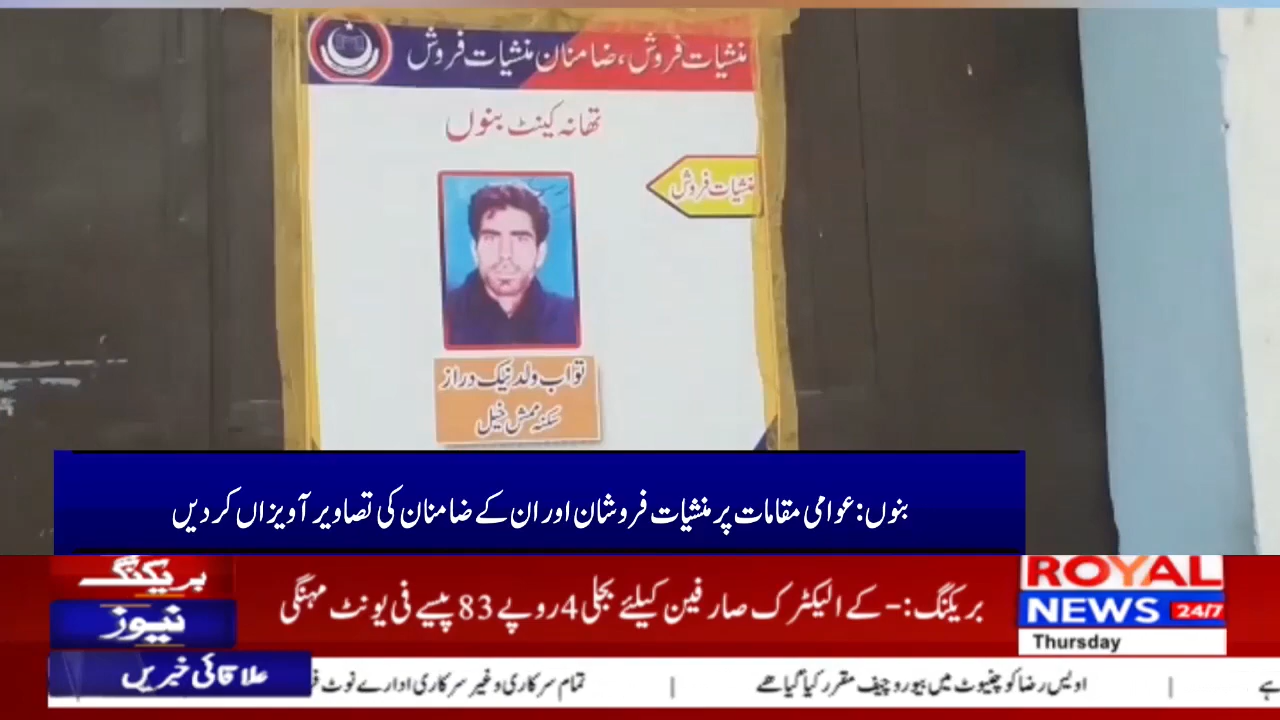 منشیات فروش، ضامنان منشیات فروش
تھانہ کینٹ بنوں
منشیات فروش
تواب ولد نیک دراز
سکنہ ممش خیل
بنوں: عوامی مقامات پر منشیات فروشان اور ان کے ضامنان کی تصاویر آویزاں کر دیں
بریکنگ
نیوز
بریکنگ:- کے الیکٹرک صارفین کیلئے بجلی 4 روپے 83 پیسے فی یونٹ مہنگی
ROYAL
NEWS 24/7
Thursday
علاقائی خبریں
ہے | اویس رضا کو چنیوٹ میں بیورو چیف مقرر کیا گیا ھے | تمام سرکاری و غیر سرکاری ادارے نوٹ